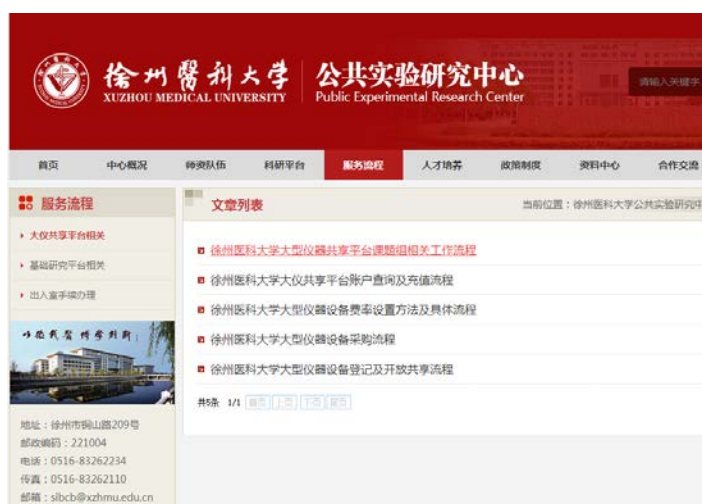 徐州醫科大學
XUZHOU MEDICAL UNIVERSITY
公共实验研究中心
Public Experimental Research Center
请输入关键字
首页 中心概况 师资队伍 科研平台 服务流程 人才培养 政策制度 资料中心 合作交流
服务流程
大仪共享平台相关
基础研究平台相关
出入室手续办理
文章列表
当前位置：徐州医科大学公共实验研究中
徐州医科大学大型仪器共享平台课题组相关工作流程
徐州医科大学大仪共享平台账户查询及充值流程
徐州医科大学大型仪器设备费率设置方法及具体流程
徐州医科大学大型仪器设备采购流程
徐州医科大学大型仪器设备登记及开放共享流程
共5条 1/1 首页 上页 下页 尾页
地址：徐州市铜山路209号
邮政编码：221004
电话：0516-83262234
传真：0516-83262110
邮箱：slbcb@xzhmu.edu.cn